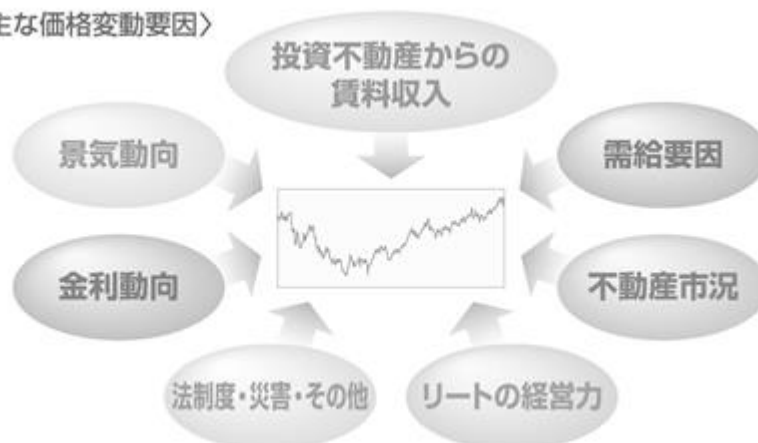 主な価格変動要因〉
投資不動産からの
賃料収入
景気動向
需給要因
金利動向
不動産市況
法制度・災害・その他
リートの経営力